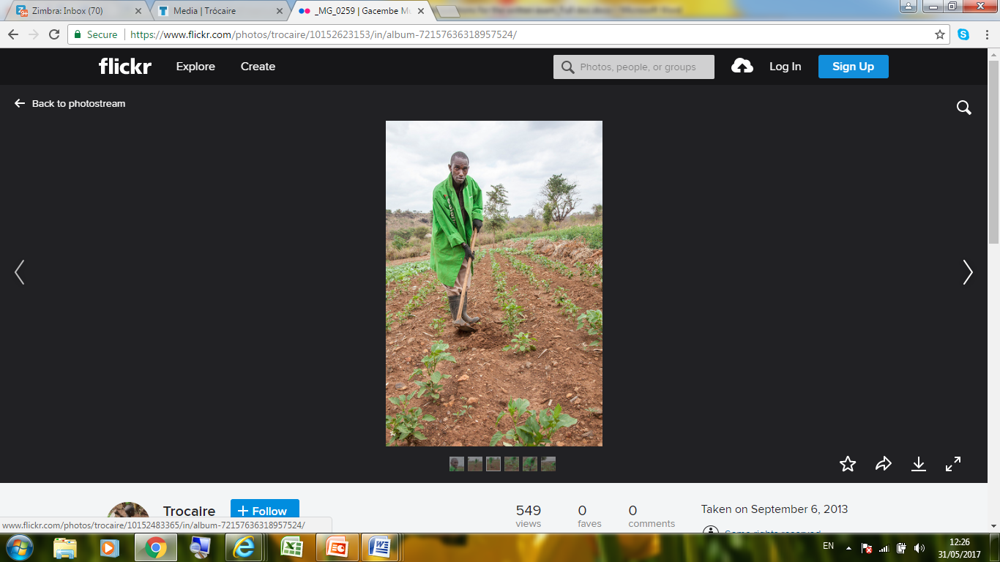 Zimbra: Inbox (70)
Media | Trócaire
_MG_0259 | Gacembe Mu
Secure
https://www.flickr.com/photos/trocaire/10152623153/in/album-72157636318957524/
flickr
Explore
Create
Photos, people, or groups
Log In
Sign Up
Back to photostream
Trocaire
+ Follow
549
views
0
faves
0
comments
Taken on September 6, 2013
Some rights reserved
www.flickr.com/photos/trocaire/10152483365/in/album-72157636318957524/
EN
12:26
31/05/2017